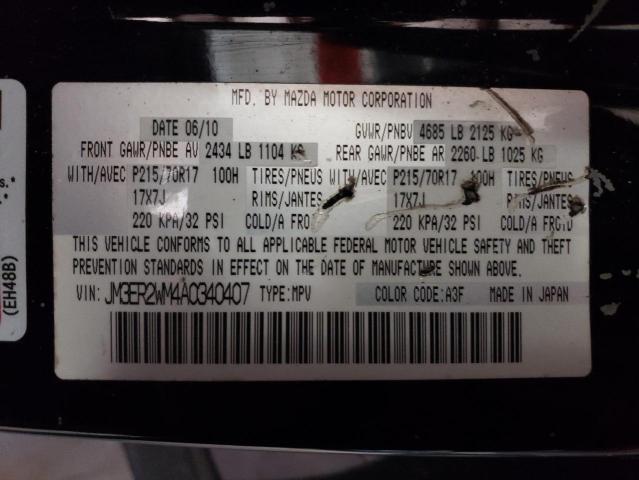 MFD. BY MAZDA MOTOR CORPORATION
DATE 06/10 GVWR/PNBV 4685 LB 2125 KG
FRONT GAWR/PNBE AV 2434 LB 1104 KG REAR GAWR/PNBE AR 2260 LB 1025 KG
WITH/AVEC P215/70R17 100H TIRES/PNEUS WITH/AVEC P215/70R17 100H TIRES/PNEUS
17X7J RIMS/JANTES 17X7J RIMS/JANTES
220 KPA/32 PSI COLD/A FROID 220 KPA/32 PSI COLD/A FROID
THIS VEHICLE CONFORMS TO ALL APPLICABLE FEDERAL MOTOR VEHICLE SAFETY AND THEFT
PREVENTION STANDARDS IN EFFECT ON THE DATE OF MANUFACTURE SHOWN ABOVE.
VIN: JM3ER2WM4A0340407 TYPE:MPV COLOR CODE:A3F MADE IN JAPAN
(EH48B)